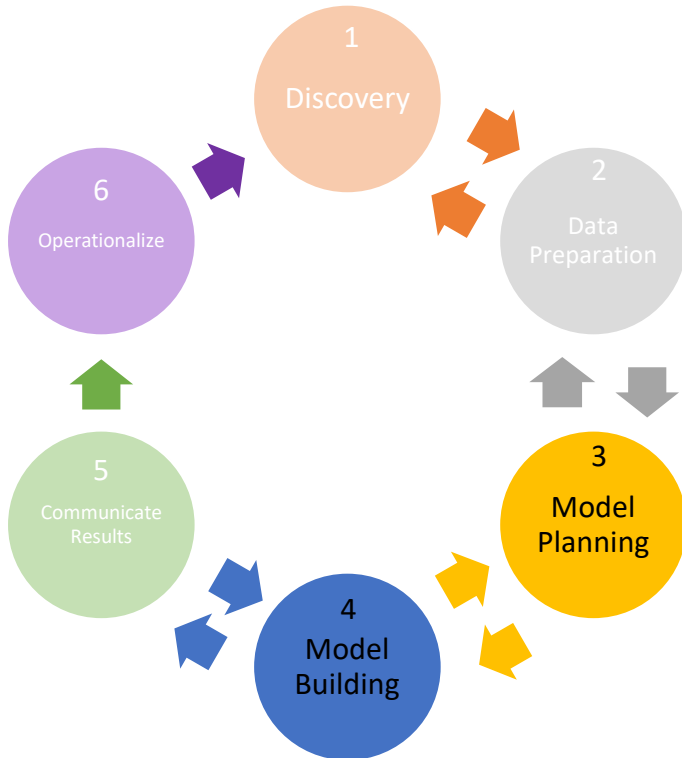 1
Discovery
2
Data
Preparation
3
Model
Planning
4
Model
Building
5
Communicate
Results
6
Operationalize